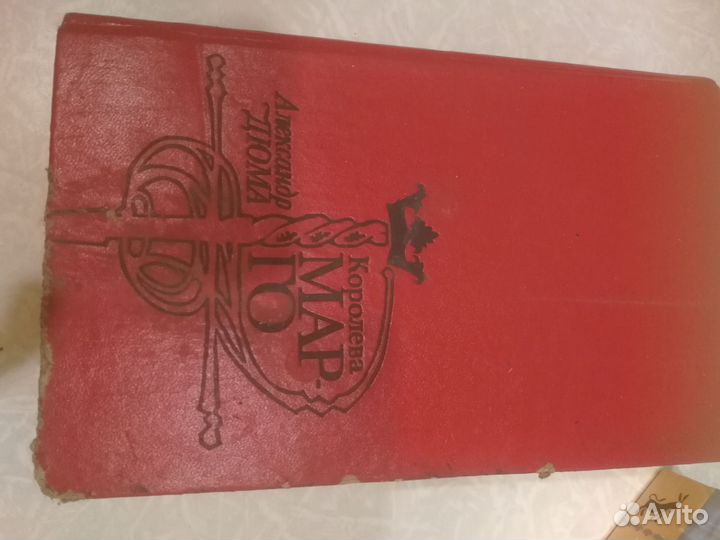 Александр
ДЮМА
Королева
МАР-
ГО
Avito